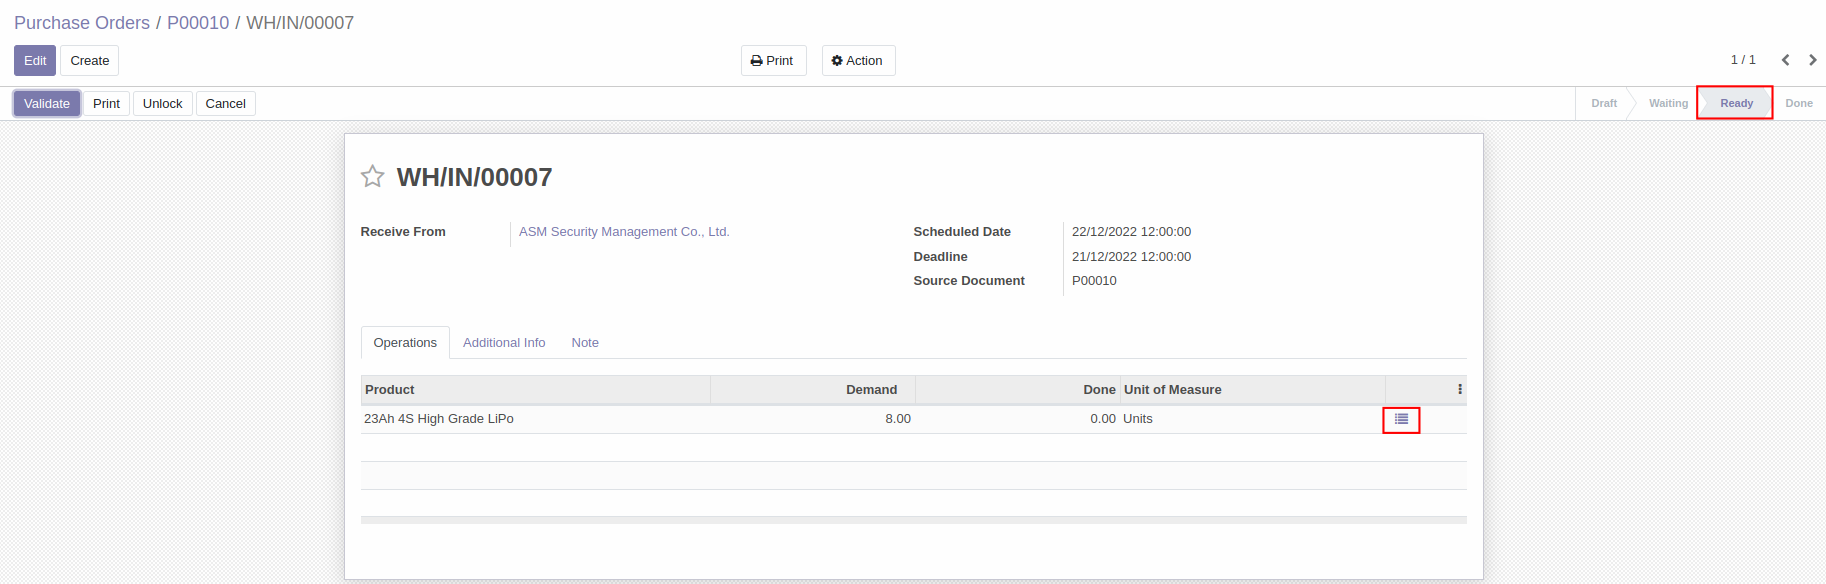 Purchase Orders / P00010 / WH/IN/00007
Edit Create Print Action 1 / 1
Validate Print Unlock Cancel Draft Waiting Ready Done
WH/IN/00007
Receive From ASM Security Management Co., Ltd. Scheduled Date 22/12/2022 12:00:00
Deadline 21/12/2022 12:00:00
Source Document P00010
Operations Additional Info Note
Product Demand Done Unit of Measure
23Ah 4S High Grade LiPo 8.00 0.00 Units